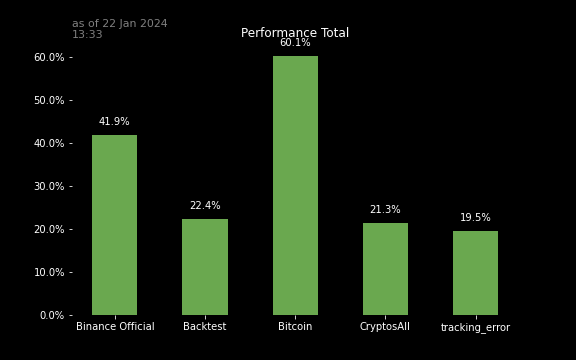 as of 22 Jan 2024
13:33
Performance Total
60.0%
50.0%
40.0%
30.0%
20.0%
10.0%
0.0%
41.9%
22.4%
60.1%
21.3%
19.5%
Binance Official
Backtest
Bitcoin
CryptosAll
tracking_error